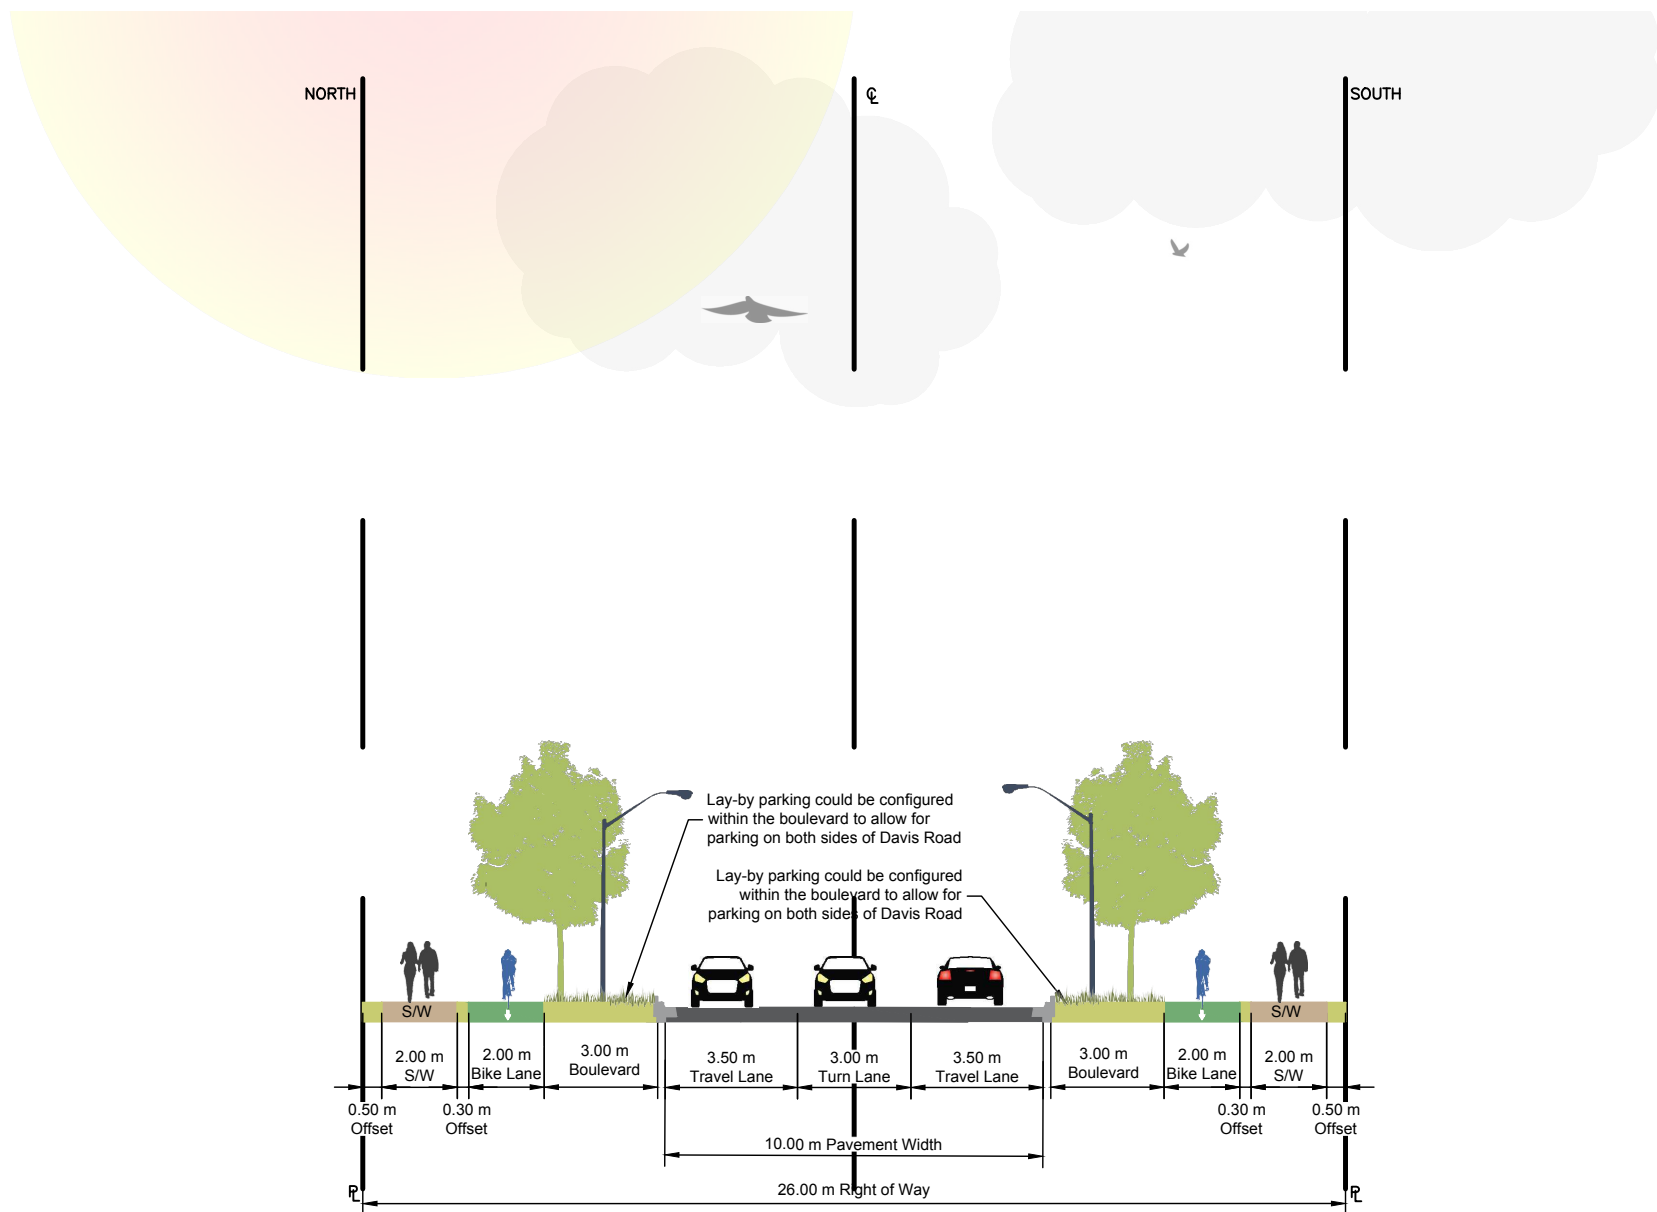 NORTH
℄
SOUTH
Lay-by parking could be configured
within the boulevard to allow for
parking on both sides of Davis Road
Lay-by parking could be configured
within the boulevard to allow for
parking on both sides of Davis Road
S/W
S/W
2.00 m
S/W
2.00 m
Bike Lane
3.00 m
Boulevard
3.50 m
Travel Lane
3.00 m
Turn Lane
3.50 m
Travel Lane
3.00 m
Boulevard
2.00 m
Bike Lane
2.00 m
S/W
0.50 m
Offset
0.30 m
Offset
0.30 m
Offset
0.50 m
Offset
10.00 m Pavement Width
26.00 m Right of Way
PL
PL